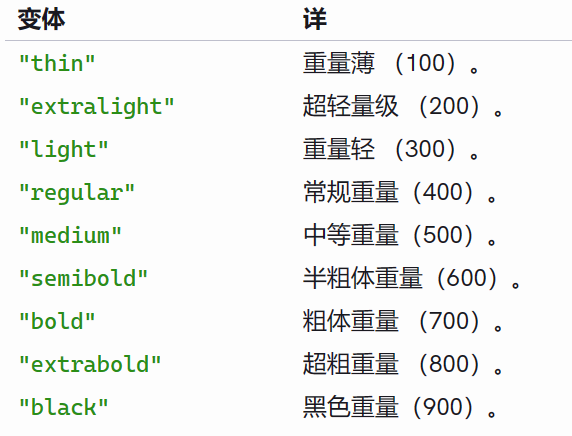 变体 详
"thin" 重量薄 （100）。
"extralight" 超轻量级 （200）。
"light" 重量轻 （300）。
"regular" 常规重量（400）。
"medium" 中等重量（500）。
"semibold" 半粗体重量（600）。
"bold" 粗体重量 （700）。
"extrabold" 超粗重量 （800）。
"black" 黑色重量（900）。